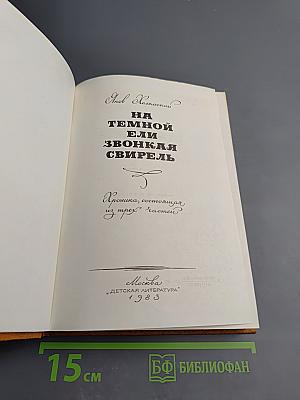 Яков Хелемский
НА
ТЕМНОЙ
ЕЛИ
ЗВОНКАЯ
СВИРЕЛЬ
Хроника, состоящая
из трех частей
Москва
„ДЕТСКАЯ ЛИТЕРАТУРА“
1983
15 см
БФ БИБЛИОФАН